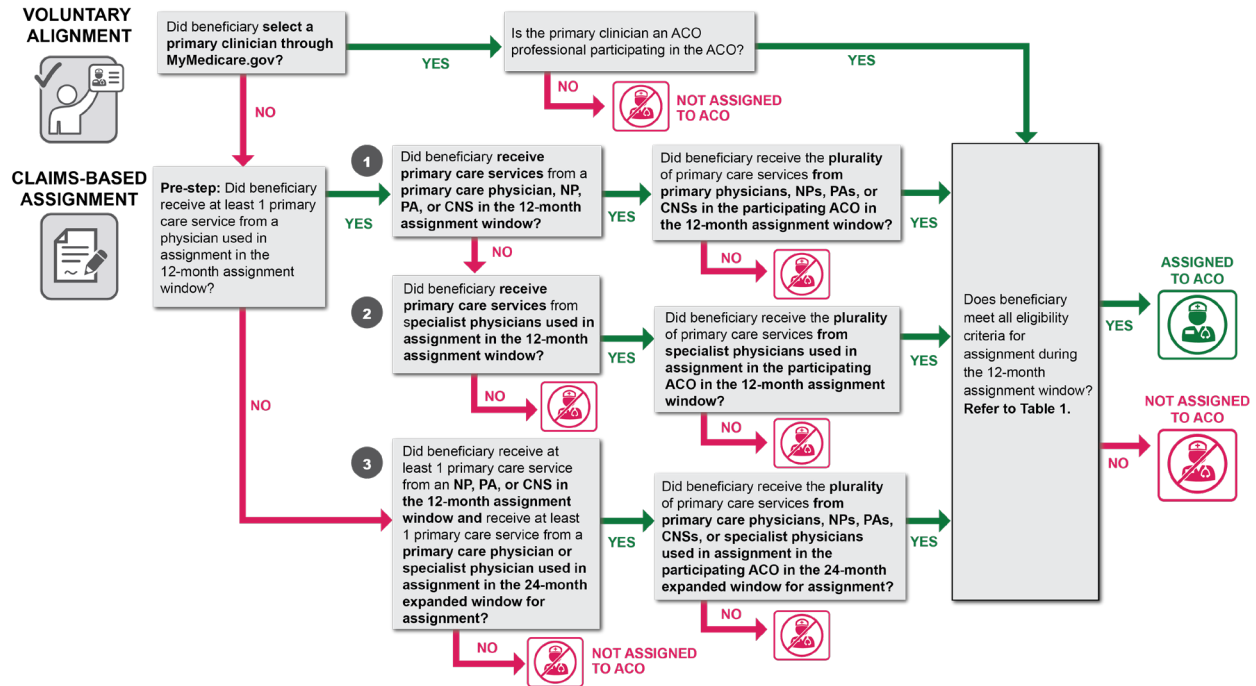 VOLUNTARY
ALIGNMENT
Did beneficiary select a
primary clinician through
MyMedicare.gov?
YES
Is the primary clinician an ACO
professional participating in the ACO?
YES
NO
NOT ASSIGNED
TO ACO
NO
CLAIMS-BASED
ASSIGNMENT
Pre-step: Did beneficiary
receive at least 1 primary
care service from a
physician used in
assignment in the
12-month assignment
window?
YES
1
Did beneficiary receive
primary care services from a
primary care physician, NP,
PA, or CNS in the 12-month
assignment window?
YES
Did beneficiary receive the plurality
of primary care services from
primary physicians, NPs, PAs, or
CNSs in the participating ACO in
the 12-month assignment window?
YES
NO
NO
2
Did beneficiary receive
primary care services from
specialist physicians used in
assignment in the 12-month
assignment window?
YES
Did beneficiary receive the plurality
of primary care services from
specialist physicians used in
assignment in the participating
ACO in the 12-month assignment
window?
YES
NO
NO
NO
3
Did beneficiary receive at
least 1 primary care service
from an NP, PA, or CNS in
the 12-month assignment
window and receive at least
1 primary care service from a
primary care physician or
specialist physician used in
assignment in the 24-month
expanded window for
assignment?
YES
Did beneficiary receive the plurality
of primary care services from
primary care physicians, NPs, PAs,
CNSs, or specialist physicians
used in assignment in the
participating ACO in the 24-month
expanded window for assignment?
YES
NO
NO
NOT ASSIGNED
TO ACO
Does beneficiary
meet all eligibility
criteria for
assignment during
the 12-month
assignment window?
Refer to Table 1.
YES
ASSIGNED
TO ACO
NO
NOT ASSIGNED
TO ACO